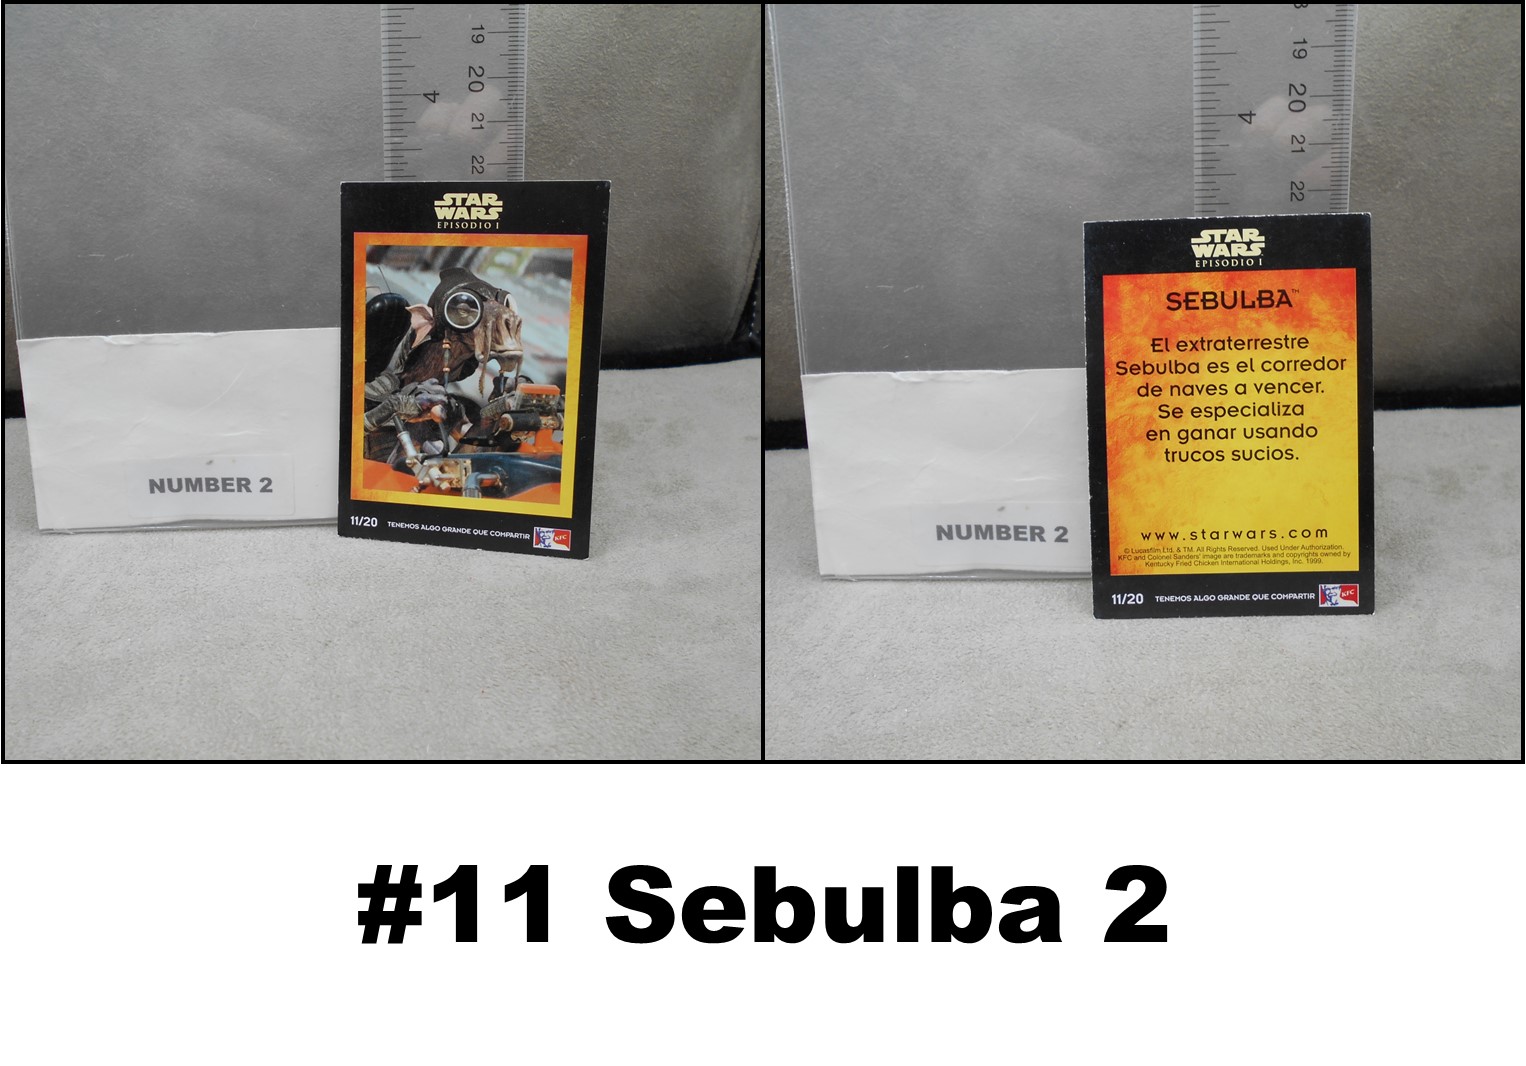 19
20
4
21
22
STAR
WARS
EPISODIO I
NUMBER 2
11/20 TENEMOS ALGO GRANDE QUE COMPARTIR KFC
19
20
4
21
22
STAR
WARS
EPISODIO I
SEBULBA™
El extraterrestre
Sebulba es el corredor
de naves a vencer.
Se especializa
en ganar usando
trucos sucios.
www.starwars.com
© Lucasfilm Ltd. & TM. All Rights Reserved. Used Under Authorization.
KFC and Colonel Sanders' image are trademarks and copyrights owned by
Kentucky Fried Chicken International Holdings, Inc. 1999.
NUMBER 2
11/20 TENEMOS ALGO GRANDE QUE COMPARTIR KFC
#11 Sebulba 2